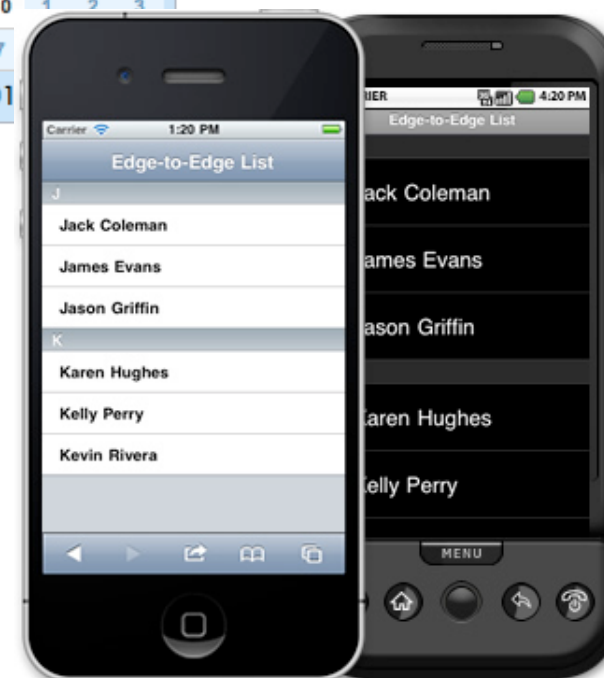 0 1 2 3
Carrier 1:20 PM
Edge-to-Edge List
J
Jack Coleman
James Evans
Jason Griffin
K
Karen Hughes
Kelly Perry
Kevin Rivera
IER 4:20 PM
Edge-to-Edge List
ack Coleman
ames Evans
ason Griffin
aren Hughes
elly Perry
MENU